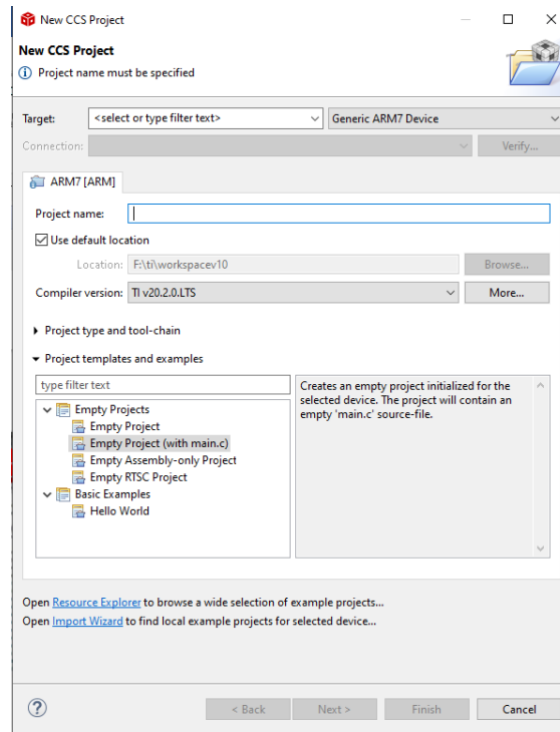 New CCS Project
New CCS Project
Project name must be specified
Target: <select or type filter text> Generic ARM7 Device
Connection: Verify...
ARM7 [ARM]
Project name:
Use default location
Location: F:\ti\workspacev10 Browse...
Compiler version: TI v20.2.0.LTS More...
Project type and tool-chain
Project templates and examples
type filter text
Empty Projects
Empty Project
Empty Project (with main.c)
Empty Assembly-only Project
Empty RTSC Project
Basic Examples
Hello World
Creates an empty project initialized for the
selected device. The project will contain an
empty 'main.c' source-file.
Open Resource Explorer to browse a wide selection of example projects...
Open Import Wizard to find local example projects for selected device...
? < Back Next > Finish Cancel